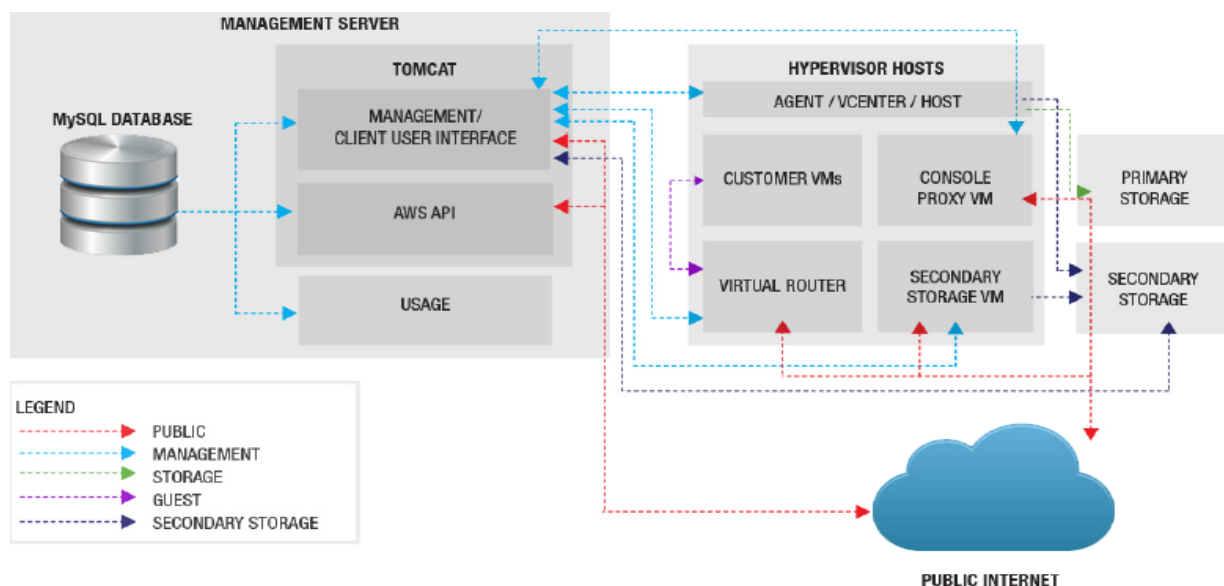 MANAGEMENT SERVER
TOMCAT
MySQL DATABASE
MANAGEMENT/
CLIENT USER INTERFACE
AWS API
USAGE
HYPERVISOR HOSTS
AGENT / VCENTER / HOST
CUSTOMER VMs
CONSOLE
PROXY VM
VIRTUAL ROUTER
SECONDARY
STORAGE VM
PRIMARY
STORAGE
SECONDARY
STORAGE
LEGEND
PUBLIC
MANAGEMENT
STORAGE
GUEST
SECONDARY STORAGE
PUBLIC INTERNET